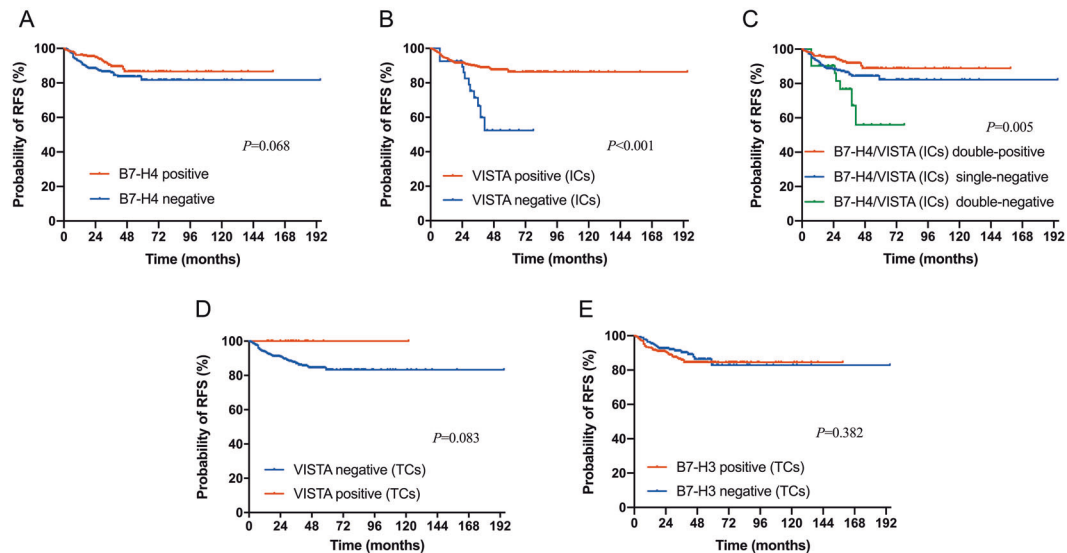 A
Probability of RFS (%)
100
80
60
40
20
0
P=0.068
B7-H4 positive
B7-H4 negative
0 24 48 72 96 120 144 168 192
Time (months)
B
Probability of RFS (%)
100
80
60
40
20
0
P<0.001
VISTA positive (ICs)
VISTA negative (ICs)
0 24 48 72 96 120 144 168 192
Time (months)
C
Probability of RFS (%)
100
80
60
40
20
0
P=0.005
B7-H4/VISTA (ICs) double-positive
B7-H4/VISTA (ICs) single-negative
B7-H4/VISTA (ICs) double-negative
0 24 48 72 96 120 144 168 192
Time (months)
D
Probability of RFS (%)
100
80
60
40
20
0
P=0.083
VISTA negative (TCs)
VISTA positive (TCs)
0 24 48 72 96 120 144 168 192
Time (months)
E
Probability of RFS (%)
100
80
60
40
20
0
P=0.382
B7-H3 positive (TCs)
B7-H3 negative (TCs)
0 24 48 72 96 120 144 168 192
Time (months)